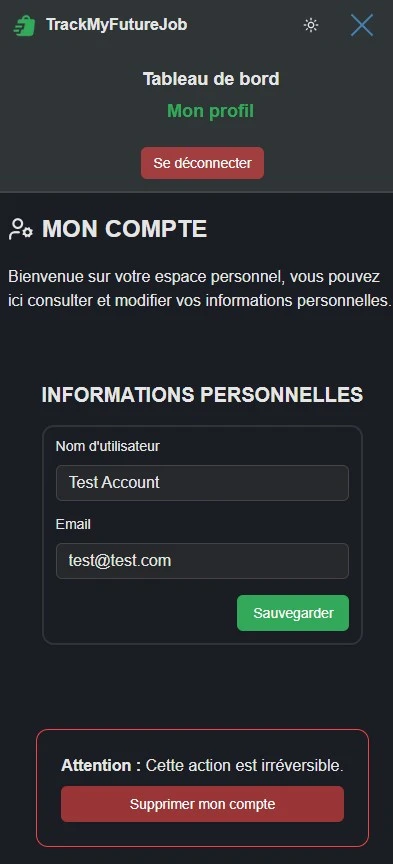 TrackMyFutureJob
Tableau de bord
Mon profil
Se déconnecter
MON COMPTE
Bienvenue sur votre espace personnel, vous pouvez
ici consulter et modifier vos informations personnelles.
INFORMATIONS PERSONNELLES
Nom d'utilisateur
Test Account
Email
test@test.com
Sauvegarder
Attention : Cette action est irréversible.
Supprimer mon compte